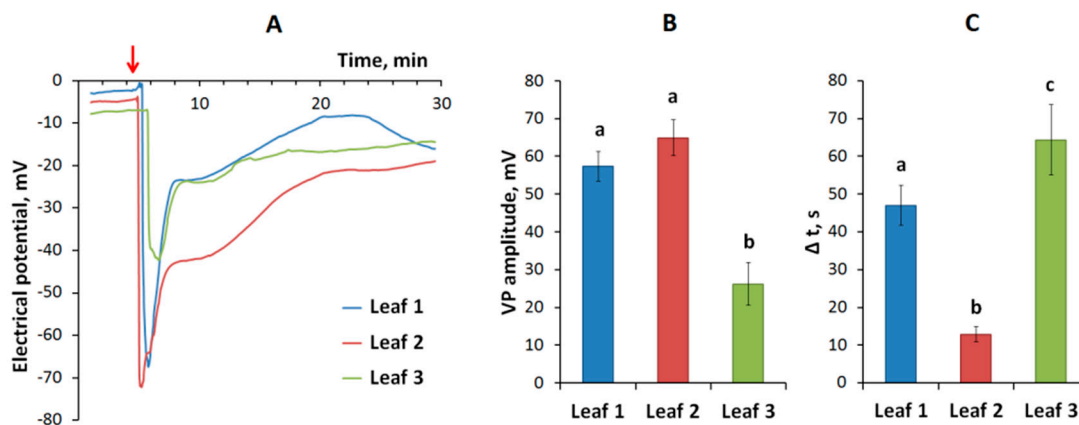 A
Time, min
0
-10
-20
-30
-40
-50
-60
-70
-80
10
20
30
Electrical potential, mV
Leaf 1
Leaf 2
Leaf 3
B
80
70
60
50
40
30
20
10
0
VP amplitude, mV
a
a
b
Leaf 1 Leaf 2 Leaf 3
C
80
70
60
50
40
30
20
10
0
Δ t, s
a
b
c
Leaf 1 Leaf 2 Leaf 3